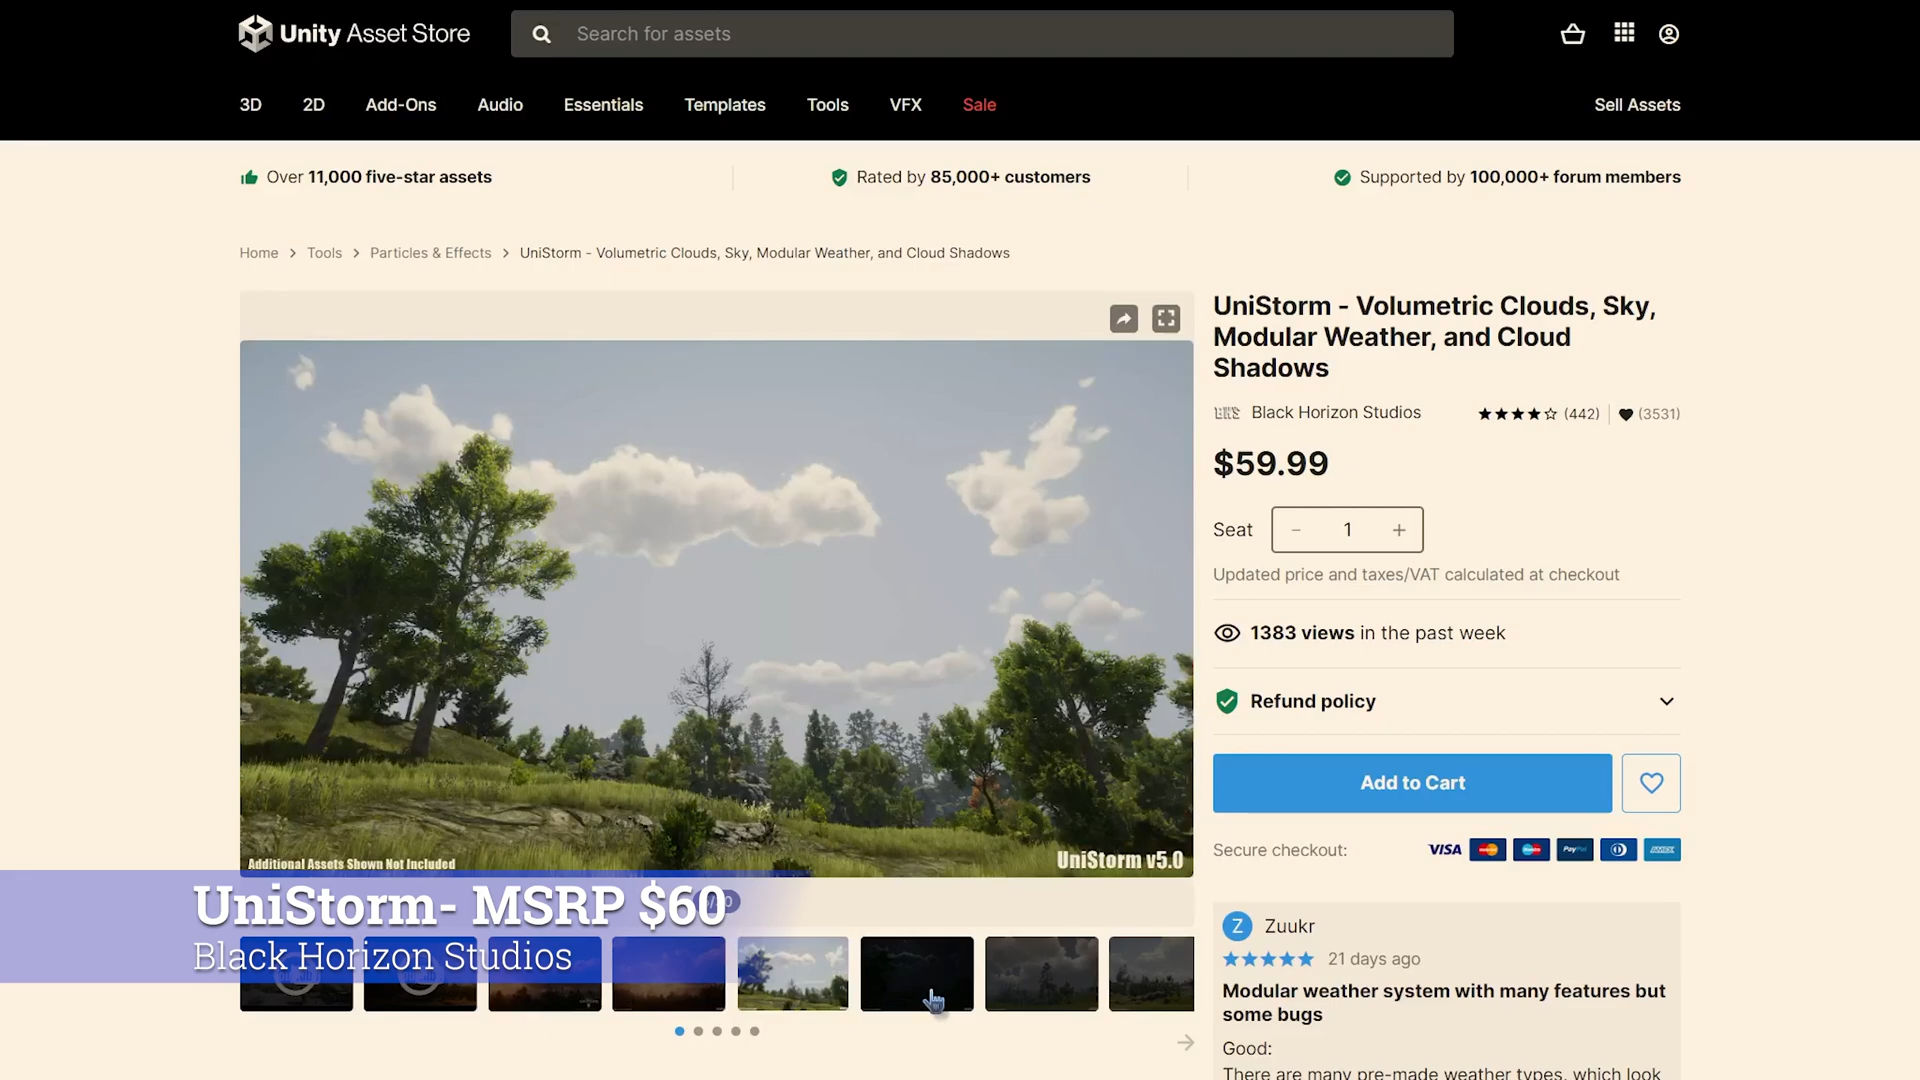 Unity Asset Store
Search for assets
3D 2D Add-Ons Audio Essentials Templates Tools VFX Sale Sell Assets
Over 11,000 five-star assets
Rated by 85,000+ customers
Supported by 100,000+ forum members
Home > Tools > Particles & Effects > UniStorm - Volumetric Clouds, Sky, Modular Weather, and Cloud Shadows
Additional Assets Shown Not Included
UniStorm v5.0
UniStorm- MSRP $60
Black Horizon Studios
UniStorm - Volumetric Clouds, Sky,
Modular Weather, and Cloud
Shadows
Black Horizon Studios
(442)
(3531)
$59.99
Seat
- 1 +
Updated price and taxes/VAT calculated at checkout
1383 views in the past week
Refund policy
Add to Cart
Secure checkout:
VISA
PayPal
Z Zuukr
21 days ago
Modular weather system with many features but
some bugs
Good:
There are many pre-made weather types, which look